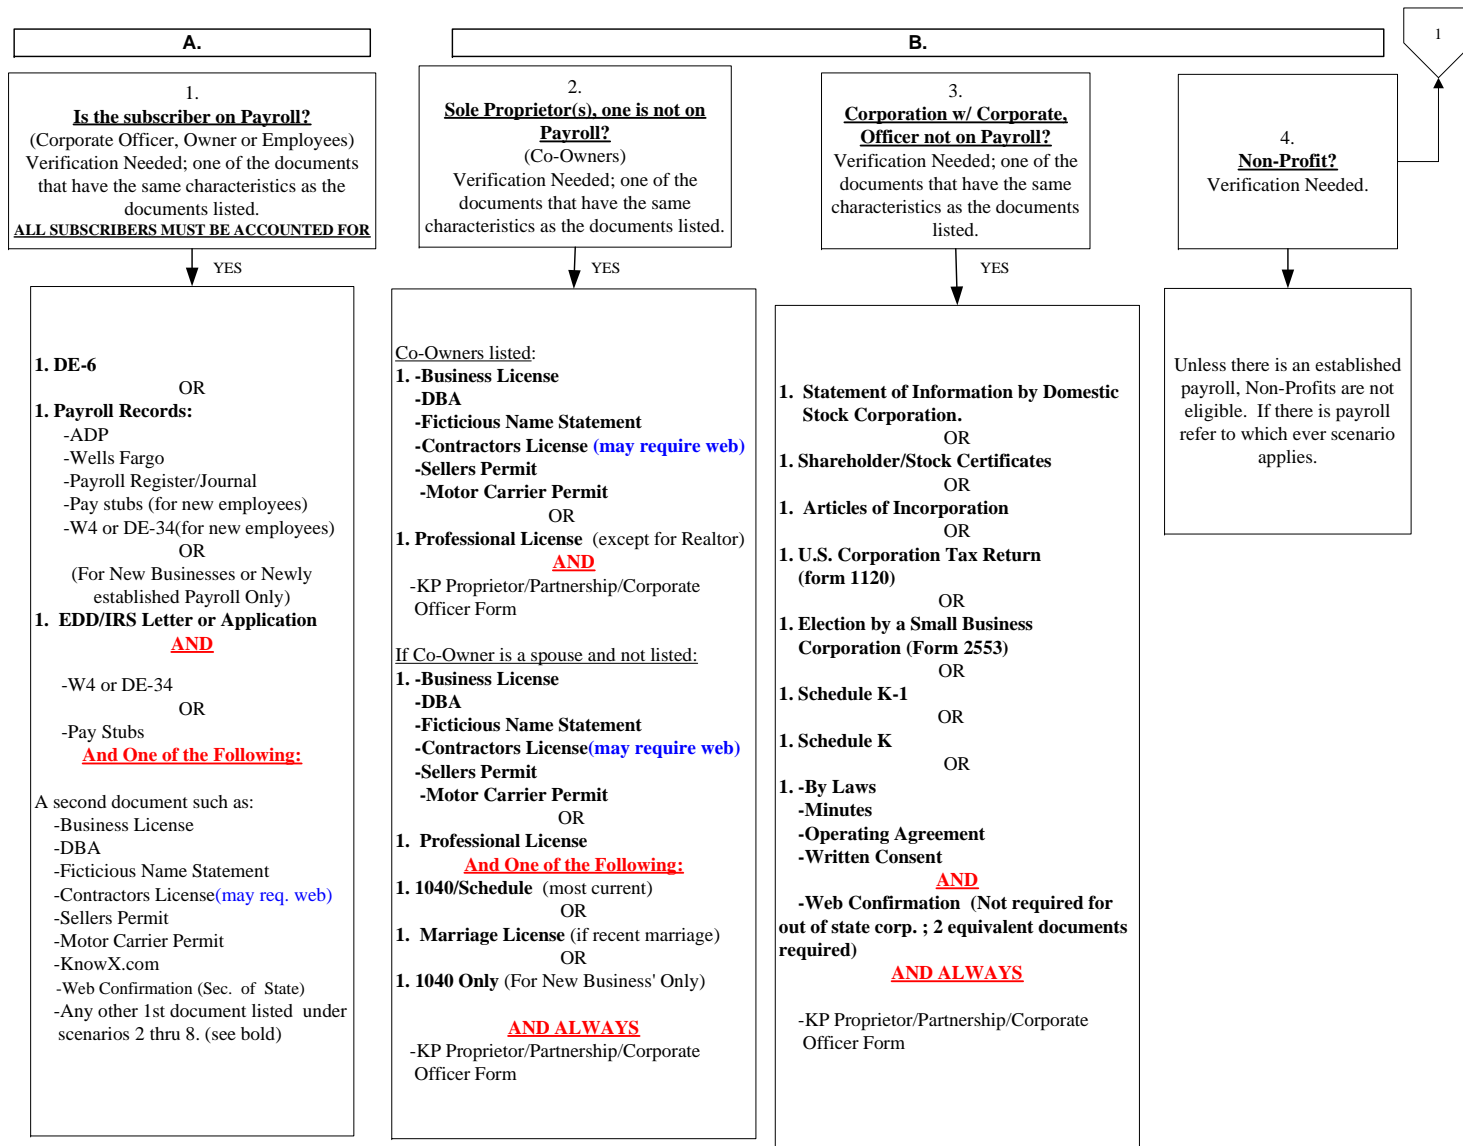 A.
B.
1
1.
Is the subscriber on Payroll?
(Corporate Officer, Owner or Employees)
Verification Needed; one of the documents
that have the same characteristics as the
documents listed.
ALL SUBSCRIBERS MUST BE ACCOUNTED FOR
2.
Sole Proprietor(s), one is not on
Payroll?
(Co-Owners)
Verification Needed; one of the
documents that have the same
characteristics as the documents listed.
3.
Corporation w/ Corporate,
Officer not on Payroll?
Verification Needed; one of the
documents that have the same
characteristics as the documents
listed.
4.
Non-Profit?
Verification Needed.
YES
YES
YES
1. DE-6
OR
1. Payroll Records:
-ADP
-Wells Fargo
-Payroll Register/Journal
-Pay stubs (for new employees)
-W4 or DE-34(for new employees)
OR
(For New Businesses or Newly
established Payroll Only)
1. EDD/IRS Letter or Application
AND
-W4 or DE-34
OR
-Pay Stubs
And One of the Following:
A second document such as:
-Business License
-DBA
-Ficticious Name Statement
-Contractors License(may req. web)
-Sellers Permit
-Motor Carrier Permit
-KnowX.com
-Web Confirmation (Sec. of State)
-Any other 1st document listed under
scenarios 2 thru 8. (see bold)
Co-Owners listed:
1. -Business License
-DBA
-Ficticious Name Statement
-Contractors License (may require web)
-Sellers Permit
-Motor Carrier Permit
OR
1. Professional License (except for Realtor)
AND
-KP Proprietor/Partnership/Corporate
Officer Form
If Co-Owner is a spouse and not listed:
1. -Business License
-DBA
-Ficticious Name Statement
-Contractors License(may require web)
-Sellers Permit
-Motor Carrier Permit
OR
1. Professional License
And One of the Following:
1. 1040/Schedule (most current)
OR
1. Marriage License (if recent marriage)
OR
1. 1040 Only (For New Business' Only)
AND ALWAYS
-KP Proprietor/Partnership/Corporate
Officer Form
1. Statement of Information by Domestic
Stock Corporation.
OR
1. Shareholder/Stock Certificates
OR
1. Articles of Incorporation
OR
1. U.S. Corporation Tax Return
(form 1120)
OR
1. Election by a Small Business
Corporation (Form 2553)
OR
1. Schedule K-1
OR
1. Schedule K
OR
1. -By Laws
-Minutes
-Operating Agreement
-Written Consent
AND
-Web Confirmation (Not required for
out of state corp. ; 2 equivalent documents
required)
AND ALWAYS
-KP Proprietor/Partnership/Corporate
Officer Form
Unless there is an established
payroll, Non-Profits are not
eligible. If there is payroll
refer to which ever scenario
applies.